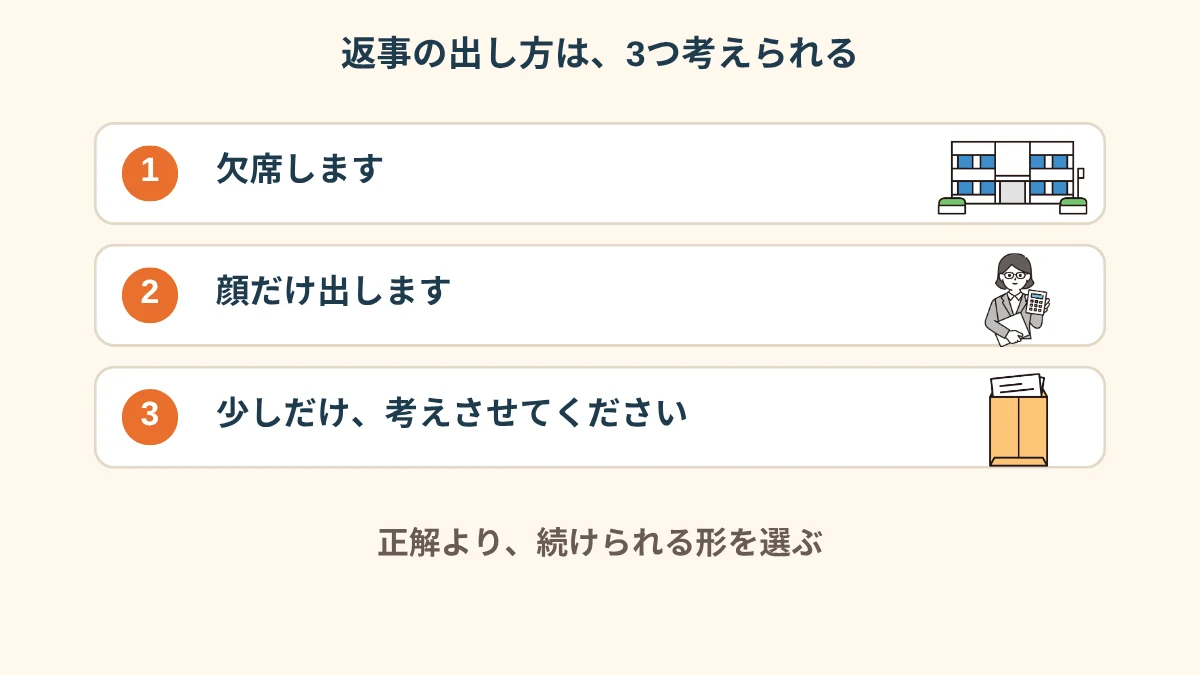 返事の出し方は、3つ考えられる
1 欠席します
2 顔だけ出します
3 少しだけ、考えさせてください
正解より、続けられる形を選ぶ